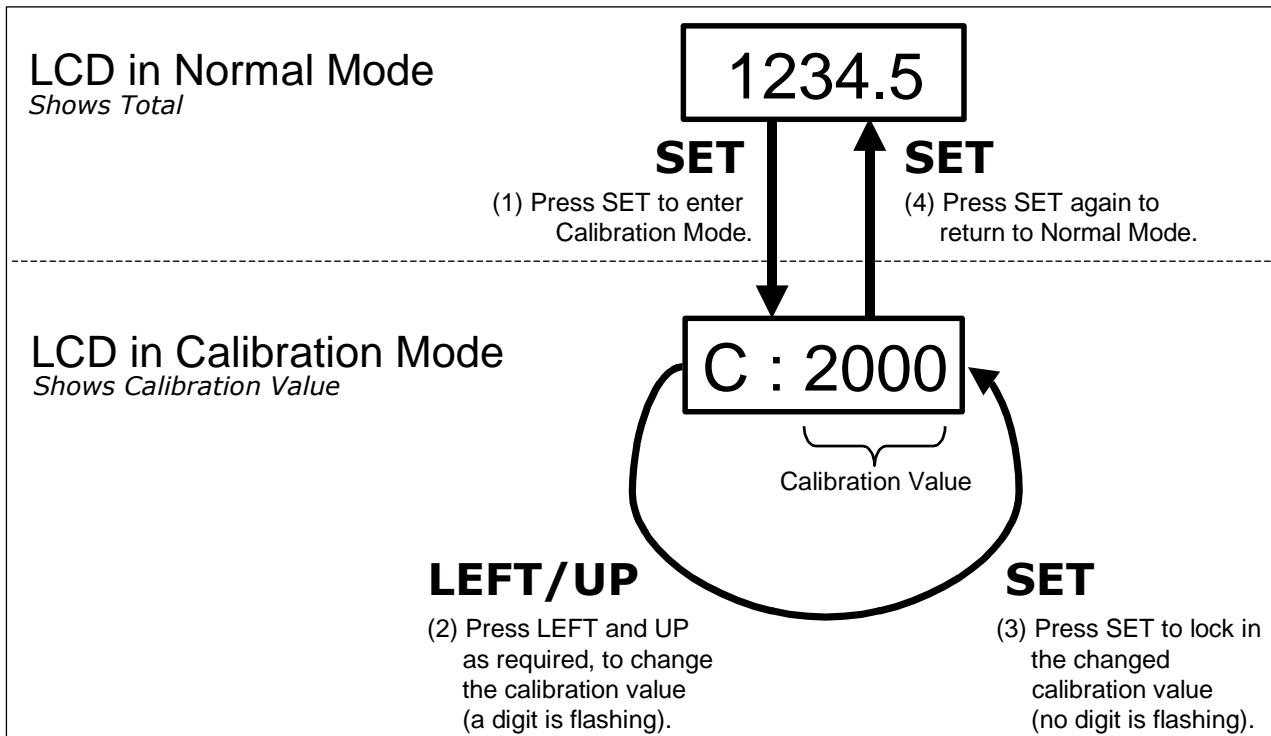 LCD in Normal Mode
Shows Total
1234.5
SET
(1) Press SET to enter
Calibration Mode.
SET
(4) Press SET again to
return to Normal Mode.
LCD in Calibration Mode
Shows Calibration Value
C : 2000
Calibration Value
LEFT/UP
(2) Press LEFT and UP
as required, to change
the calibration value
(a digit is flashing).
SET
(3) Press SET to lock in
the changed
calibration value
(no digit is flashing).